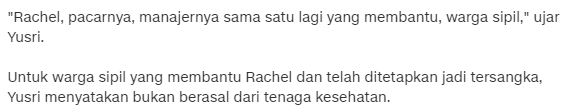 "Rachel, pacarnya, manajernya sama satu lagi yang membantu, warga sipil," ujar
Yusri.
Untuk warga sipil yang membantu Rachel dan telah ditetapkan jadi tersangka,
Yusri menyatakan bukan berasal dari tenaga kesehatan.